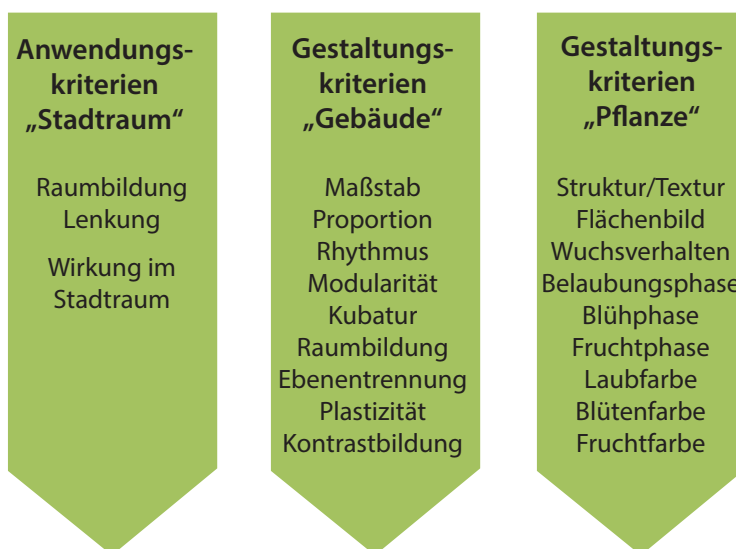 Anwendungs-
kriterien
„Stadtraum“
Raumbildung
Lenkung
Wirkung im
Stadtraum
Gestaltungs-
kriterien
„Gebäude“
Maßstab
Proportion
Rhythmus
Modularität
Kubatur
Raumbildung
Ebenentrennung
Plastizität
Kontrastbildung
Gestaltungs-
kriterien
„Pflanze“
Struktur/Textur
Flächenbild
Wuchsverhalten
Belaubungsphase
Blühphase
Fruchtphase
Laubfarbe
Blütenfarbe
Fruchtfarbe